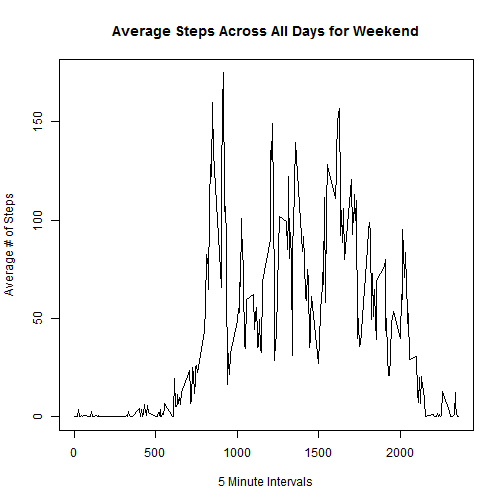 Average Steps Across All Days for Weekend
Average # of Steps
150
100
50
0
0 500 1000 1500 2000
5 Minute Intervals